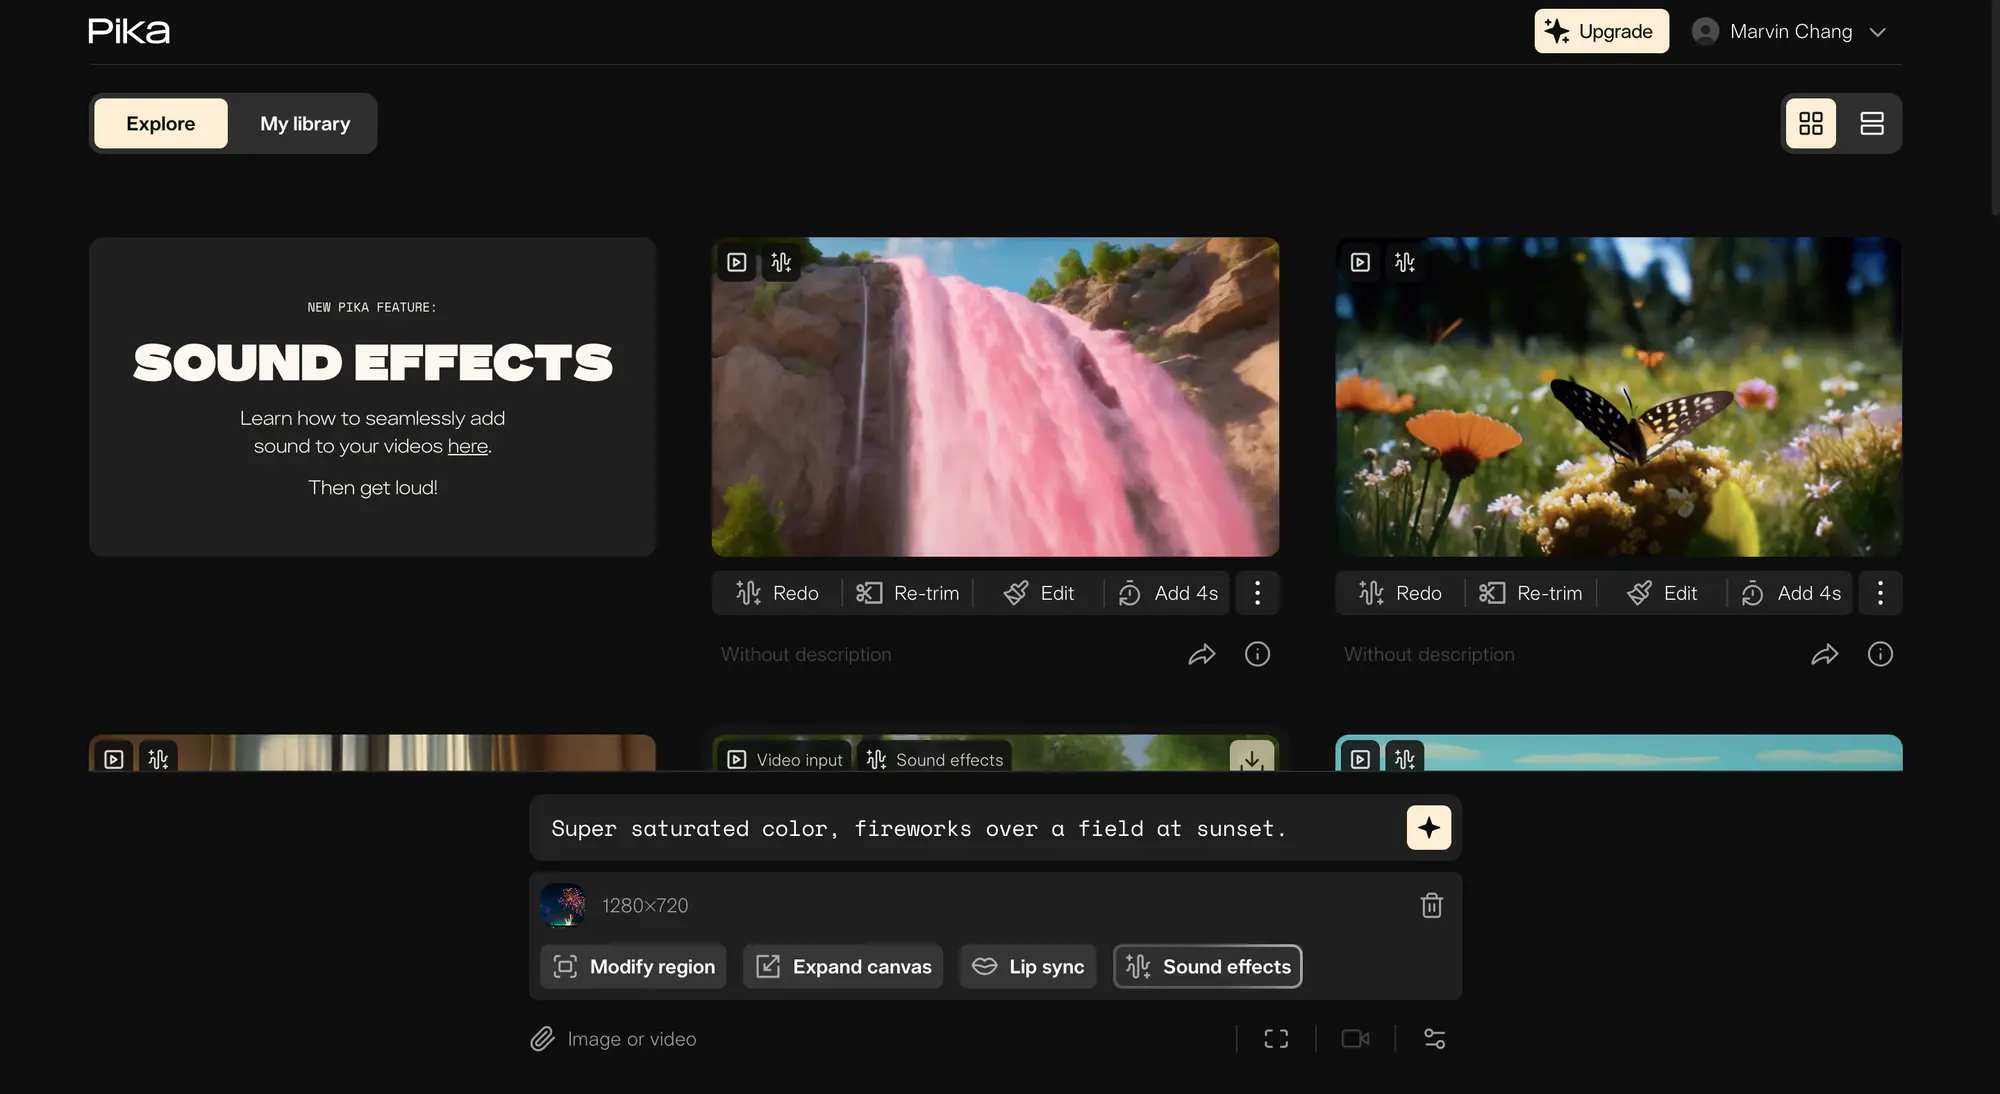 Pika
Upgrade
Marvin Chang
Explore
My library
NEW PIKA FEATURE:
SOUND EFFECTS
Learn how to seamlessly add
sound to your videos here.
Then get loud!
Redo
Re-trim
Edit
Add 4s
Redo
Re-trim
Edit
Add 4s
Without description
Without description
Video input
Sound effects
Super saturated color, fireworks over a field at sunset.
1280×720
Modify region
Expand canvas
Lip sync
Sound effects
Image or video